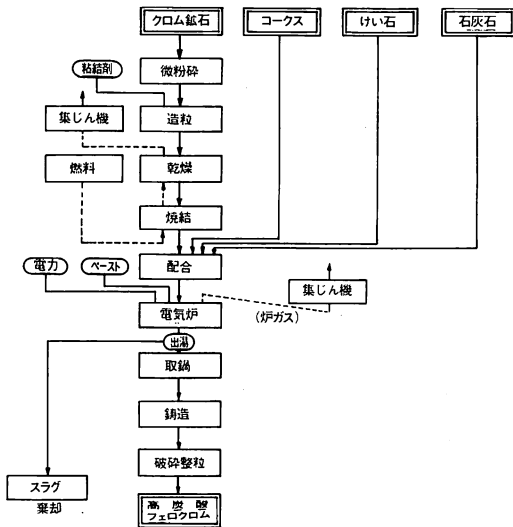 クロム鉱石
コークス
けい石
石灰石
微粉砕
粘結剤
集じん機
造粒
燃料
乾燥
焼結
電力
ペースト
配合
集じん機
電気炉
(炉ガス)
出湯
取鍋
鋳造
破砕整粒
スラグ
棄却
高炭酸
フェロクロム